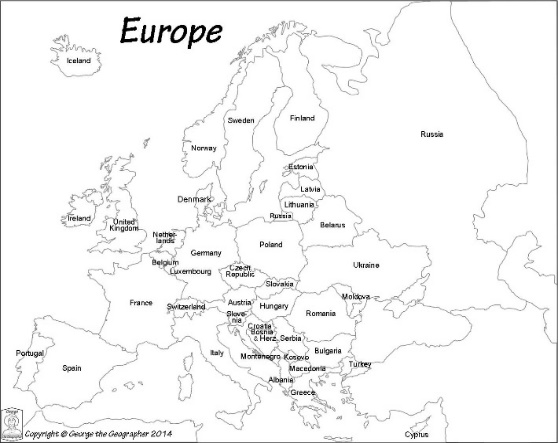 Europe
Iceland
Sweden
Finland
Russia
Norway
Estonia
Latvia
Denmark
Lithuania
Russia
Ireland
United
Kingdom
Belarus
Nether-
lands
Poland
Germany
Belgium
Ukraine
Luxembourg
Czech
Republic
Slovakia
Moldova
France
Switzerland
Austria
Hungary
Romania
Slove-
nia
Croatia
Bosnia
& Herz.
Serbia
Portugal
Spain
Italy
Montenegro
Kosovo
Bulgaria
Macedonia
Turkey
Albania
Greece
Cyprus
Copyright © George the Geographer 2014